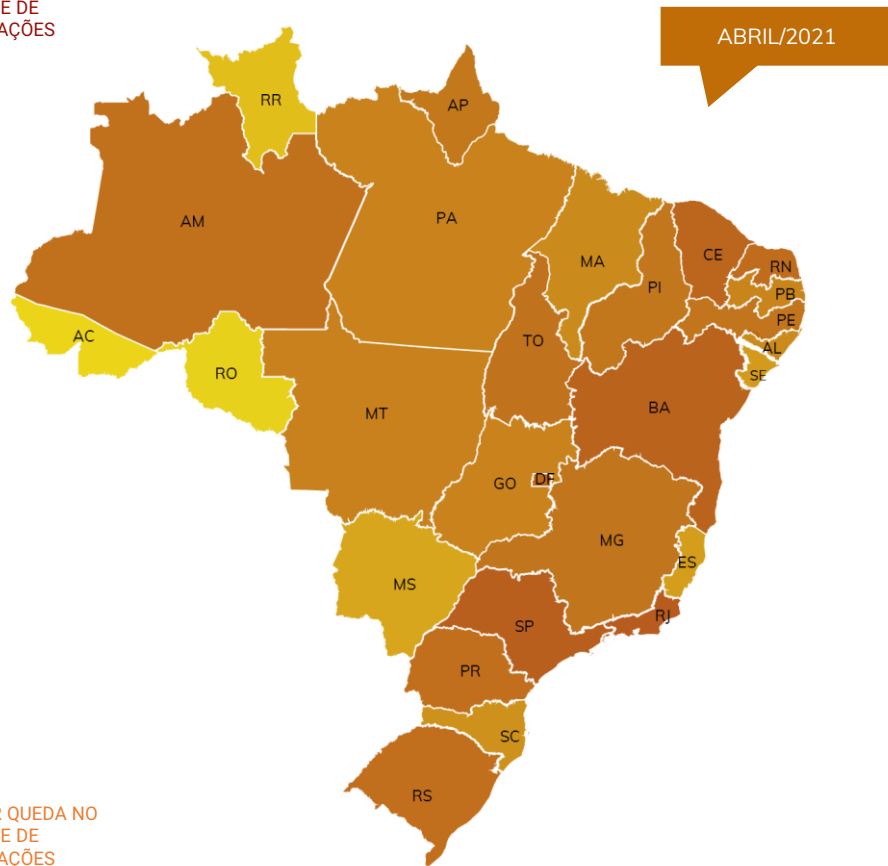 E DE
AÇÕES
ABRIL/2021
RR
AP
AM
PA
MA
CE
RN
PI
PB
PE
AC
TO
AL
RO
SE
BA
MT
GO
DF
MG
ES
MS
RJ
SP
PR
SC
RS
QUEDA NO
E DE
AÇÕES